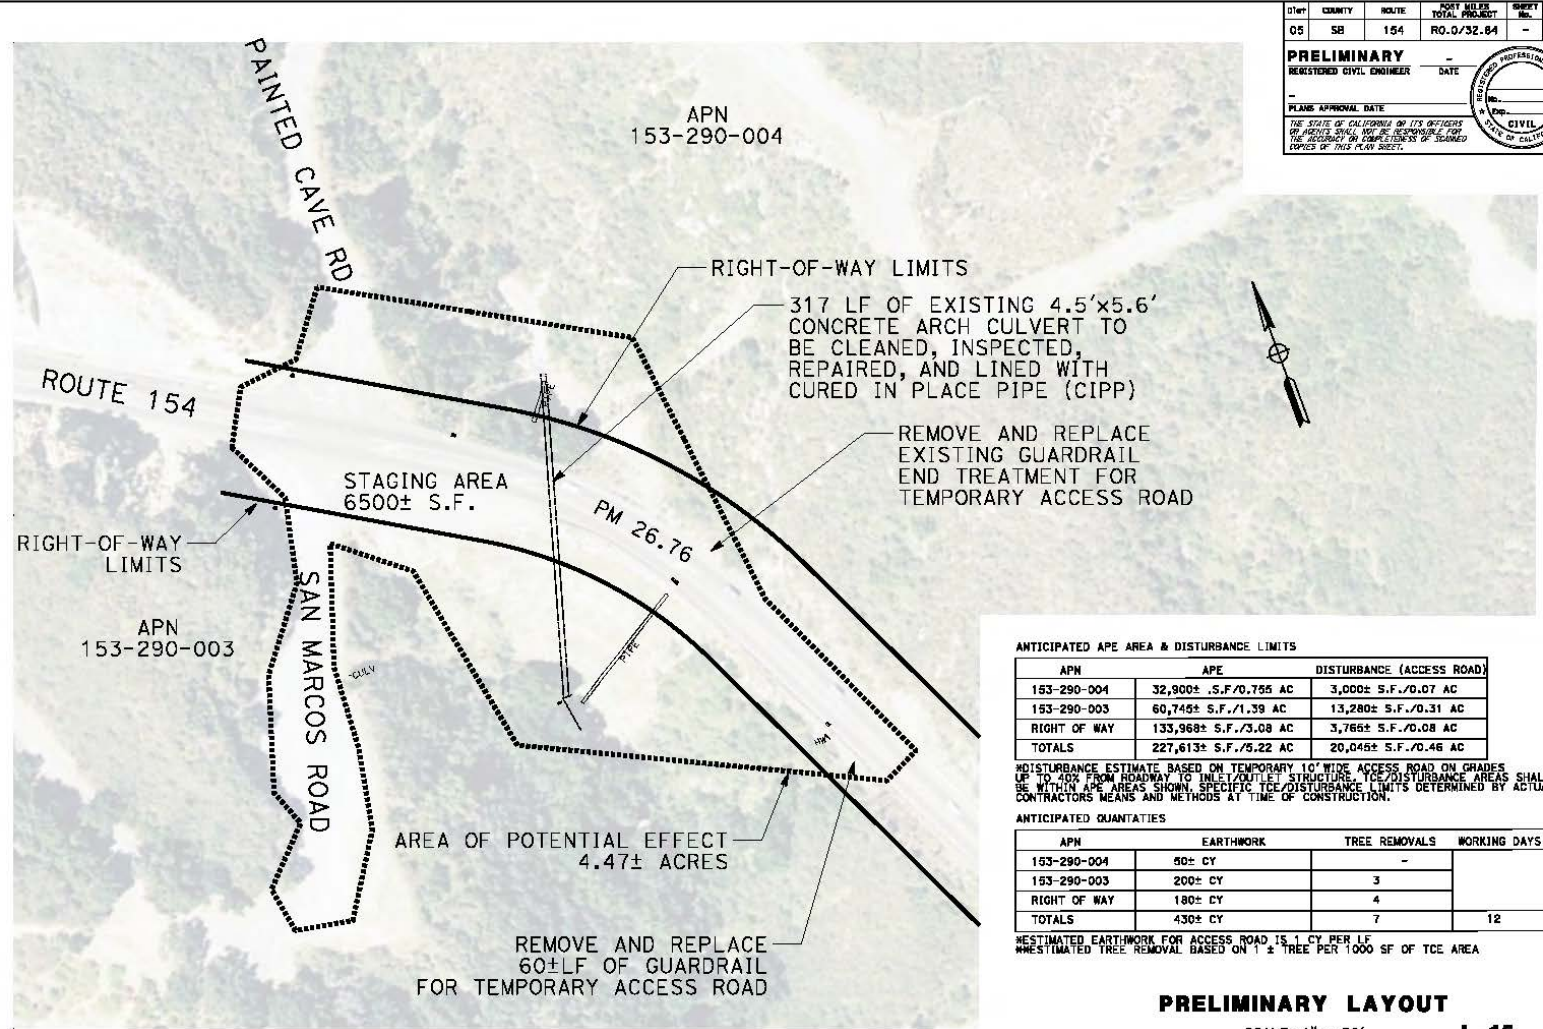 Dist COUNTY ROUTE POST MILES TOTAL PROJECT SHEET No.
05 SB 154 R0.0/32.84 -
PRELIMINARY -
REGISTERED CIVIL ENGINEER DATE
-
PLANS APPROVAL DATE
THE STATE OF CALIFORNIA OR ITS OFFICERS
OR AGENTS SHALL NOT BE RESPONSIBLE FOR
THE ACCURACY OR COMPLETENESS OF SCANNED
COPIES OF THIS PLAN SHEET.
REGISTERED PROFESSION
No.
Exp.
CIVIL
STATE OF CALIF
PAINTED CAVE RD
APN
153-290-004
RIGHT-OF-WAY LIMITS
317 LF OF EXISTING 4.5'x5.6'
CONCRETE ARCH CULVERT TO
BE CLEANED, INSPECTED,
REPAIRED, AND LINED WITH
CURED IN PLACE PIPE (CIPP)
ROUTE 154
REMOVE AND REPLACE
EXISTING GUARDRAIL
END TREATMENT FOR
TEMPORARY ACCESS ROAD
STAGING AREA
6500± S.F.
PM 26.76
RIGHT-OF-WAY
LIMITS
SAN MARCOS ROAD
APN
153-290-003
CULV
PIPE
HWY
AREA OF POTENTIAL EFFECT
4.47± ACRES
REMOVE AND REPLACE
60±LF OF GUARDRAIL
FOR TEMPORARY ACCESS ROAD
ANTICIPATED APE AREA & DISTURBANCE LIMITS
APN APE DISTURBANCE (ACCESS ROAD)
153-290-004 32,900± .S.F/0.755 AC 3,000± S.F./0.07 AC
153-290-003 60,745± S.F./1.39 AC 13,280± S.F./0.31 AC
RIGHT OF WAY 133,968± S.F./3.08 AC 3,765± S.F./0.08 AC
TOTALS 227,613± S.F./5.22 AC 20,045± S.F./0.46 AC
*DISTURBANCE ESTIMATE BASED ON TEMPORARY 10' WIDE ACCESS ROAD ON GRADES
UP TO 40% FROM ROADWAY TO INLET/OUTLET STRUCTURE. TCE/DISTURBANCE AREAS SHAL
BE WITHIN APE AREAS SHOWN. SPECIFIC TCE/DISTURBANCE LIMITS DETERMINED BY ACTU
CONTRACTORS MEANS AND METHODS AT TIME OF CONSTRUCTION.
ANTICIPATED QUANTATIES
APN EARTHWORK TREE REMOVALS WORKING DAYS
153-290-004 50± CY -
153-290-003 200± CY 3
RIGHT OF WAY 180± CY 4
TOTALS 430± CY 7 12
*ESTIMATED EARTHWORK FOR ACCESS ROAD IS 1 CY PER LF
**ESTIMATED TREE REMOVAL BASED ON 1 ± TREE PER 1000 SF OF TCE AREA
PRELIMINARY LAYOUT